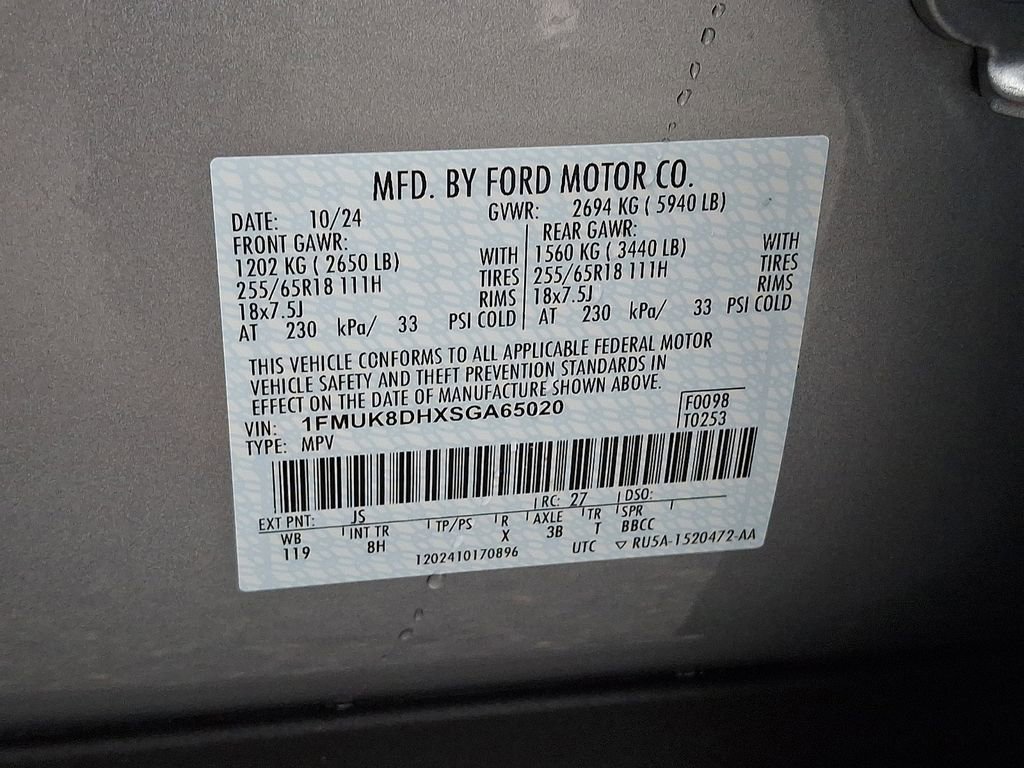 MFD. BY FORD MOTOR CO.
DATE: 10/24 GVWR: 2694 KG ( 5940 LB)
FRONT GAWR: REAR GAWR:
1202 KG ( 2650 LB) WITH 1560 KG ( 3440 LB) WITH
255/65R18 111H TIRES 255/65R18 111H TIRES
18x7.5J RIMS 18x7.5J RIMS
AT 230 kPa/ 33 PSI COLD AT 230 kPa/ 33 PSI COLD
THIS VEHICLE CONFORMS TO ALL APPLICABLE FEDERAL MOTOR
VEHICLE SAFETY AND THEFT PREVENTION STANDARDS IN
EFFECT ON THE DATE OF MANUFACTURE SHOWN ABOVE.
VIN: 1FMUK8DHXSGA65020 F0098
TYPE: MPV T0253
EXT PNT: JS RC: 27 DSO:
WB INT TR TP/PS R AXLE TR SPR
119 8H X 3B T BBCC
1202410170896 UTC ▽ RU5A-1520472-AA